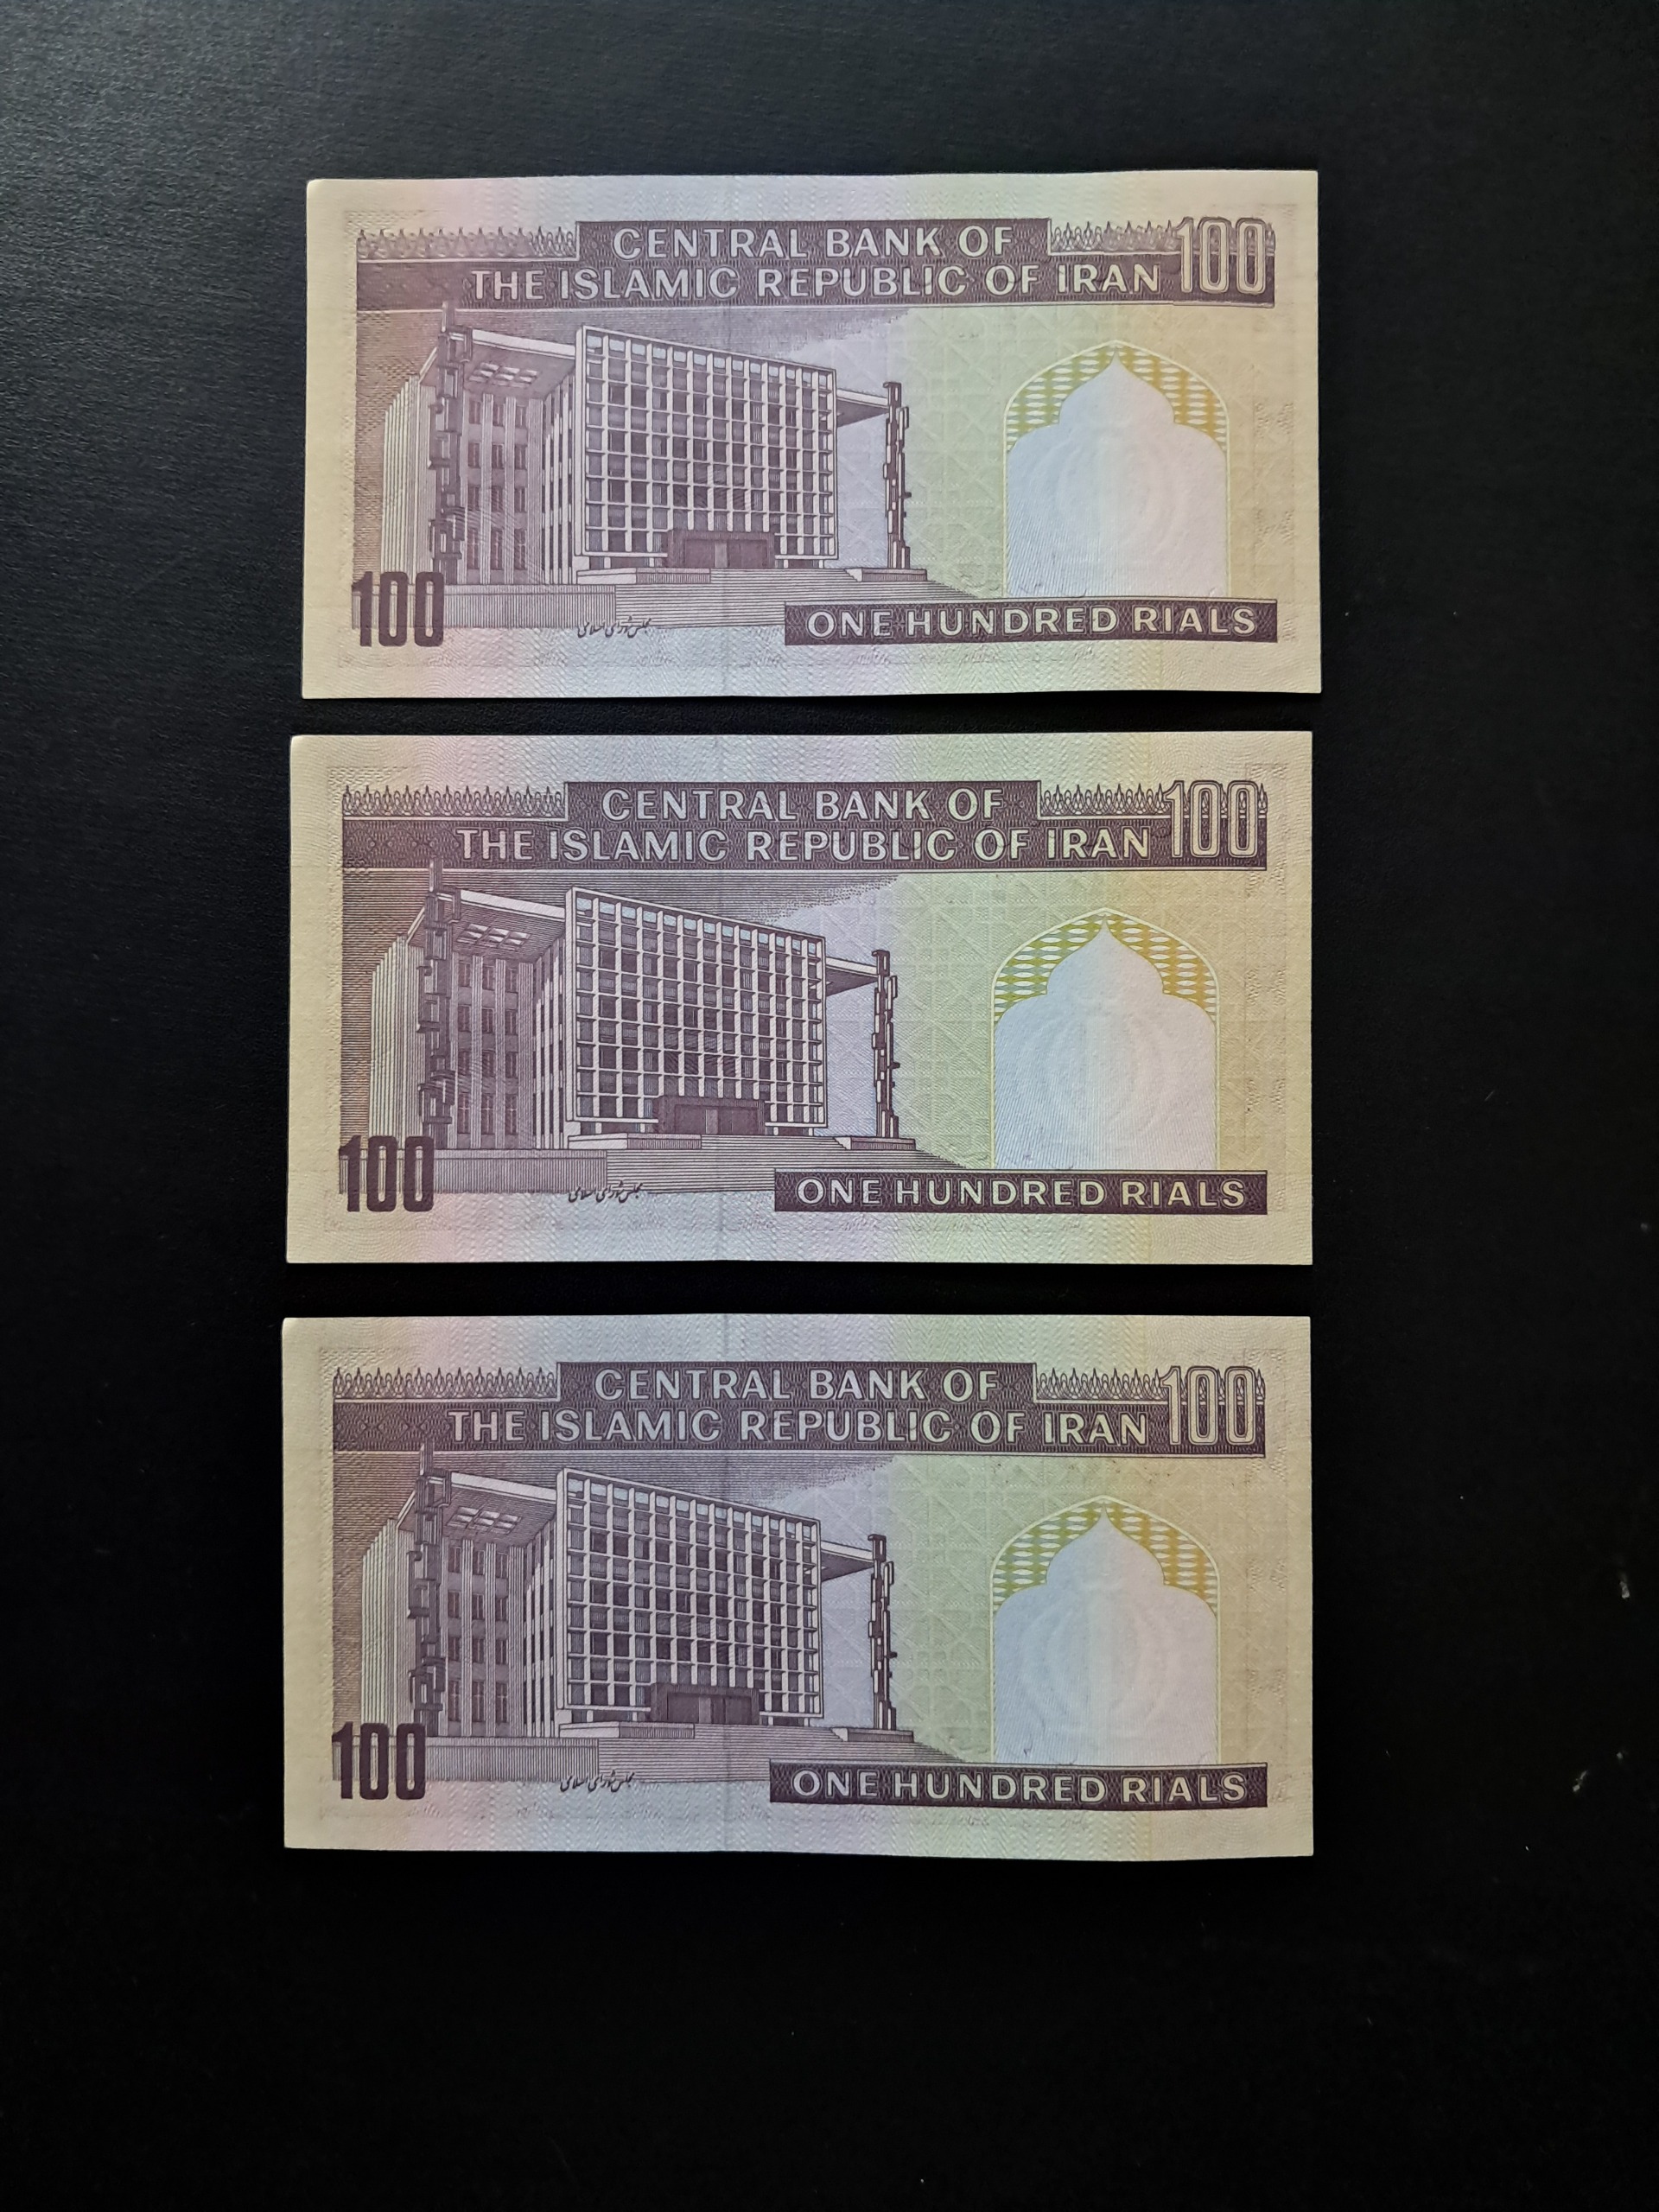 CENTRAL BANK OF
THE ISLAMIC REPUBLIC OF IRAN 100
100
مجلس شورای اسلامی
ONE HUNDRED RIALS
CENTRAL BANK OF
THE ISLAMIC REPUBLIC OF IRAN 100
100
مجلس شورای اسلامی
ONE HUNDRED RIALS
CENTRAL BANK OF
THE ISLAMIC REPUBLIC OF IRAN 100
100
مجلس شورای اسلامی
ONE HUNDRED RIALS